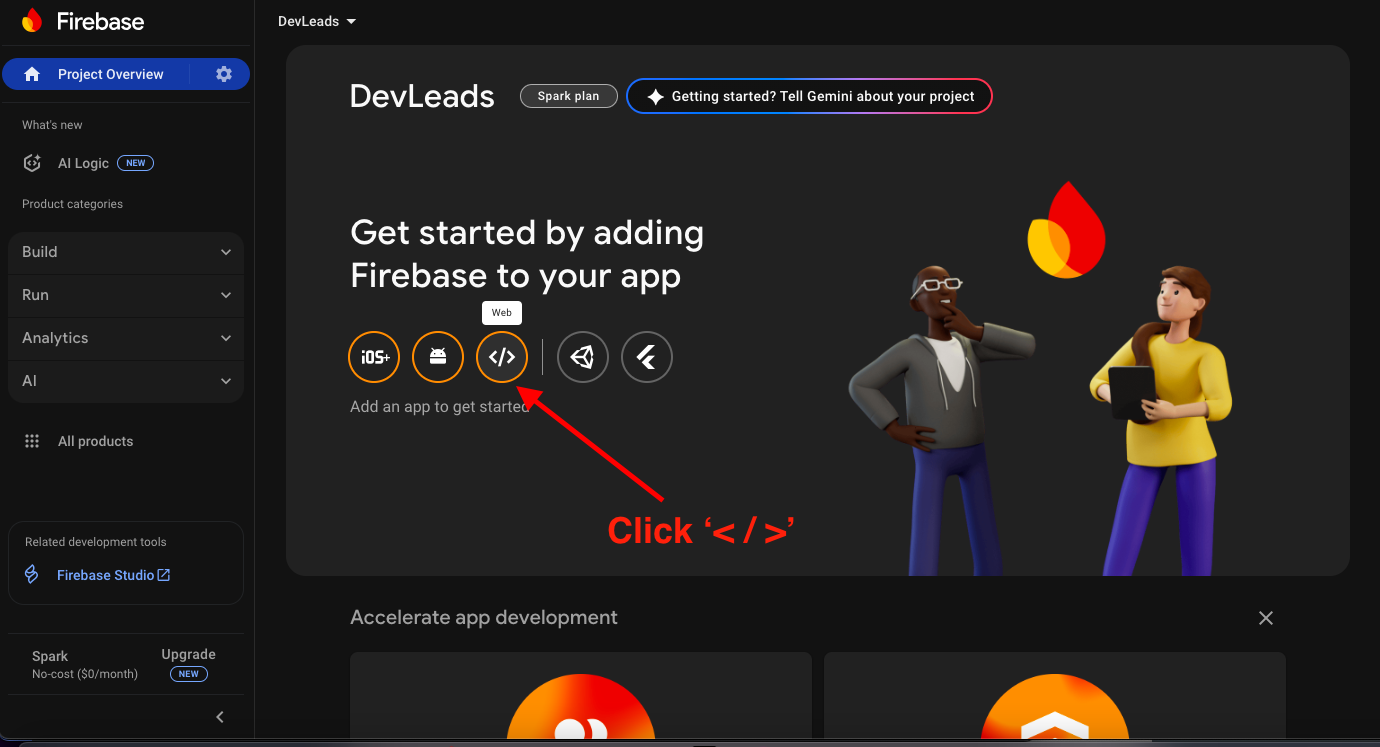 Firebase
DevLeads
Project Overview
What's new
AI Logic NEW
Product categories
Build
Run
Analytics
AI
All products
Related development tools
Firebase Studio
Spark
No-cost ($0/month)
Upgrade
NEW
DevLeads
Spark plan
Getting started? Tell Gemini about your project
Get started by adding
Firebase to your app
Web
iOS+
</>
Add an app to get started
Click ‘< / >’
Accelerate app development